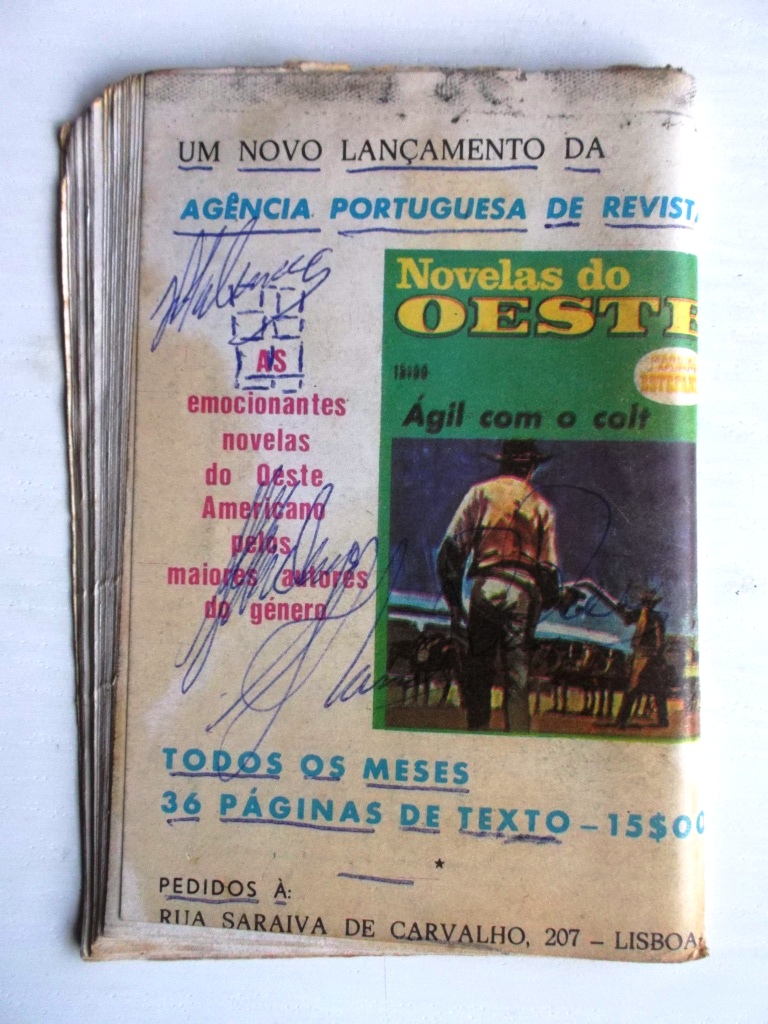 UM NOVO LANÇAMENTO DA
AGÊNCIA PORTUGUESA DE REVIST
Novelas do
OESTE
15$00
Ágil com o colt
AS
emocionantes
novelas
do Oeste
Americano
pelos
maiores autores
do género
TODOS OS MESES
36 PÁGINAS DE TEXTO – 15$00
*
PEDIDOS À:
RUA SARAIVA DE CARVALHO, 207 – LISBOA